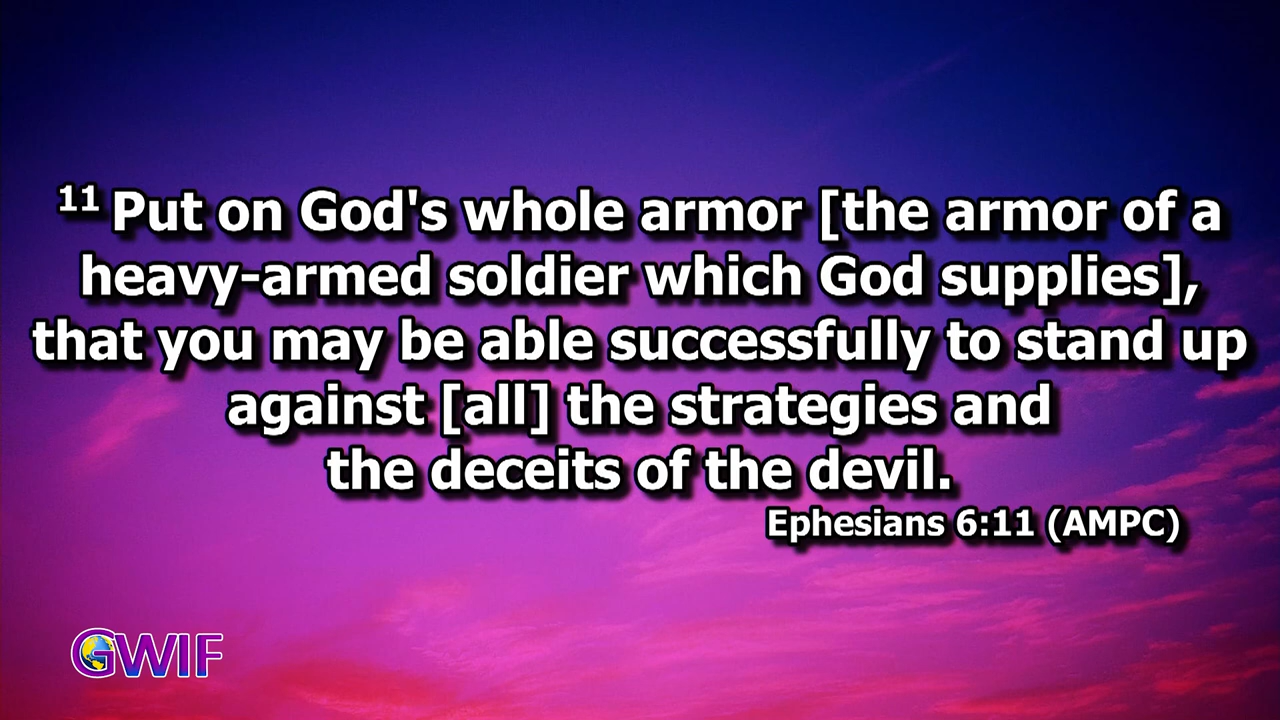 11 Put on God's whole armor [the armor of a
heavy-armed soldier which God supplies],
that you may be able successfully to stand up
against [all] the strategies and
the deceits of the devil.
Ephesians 6:11 (AMPC)
GWIF